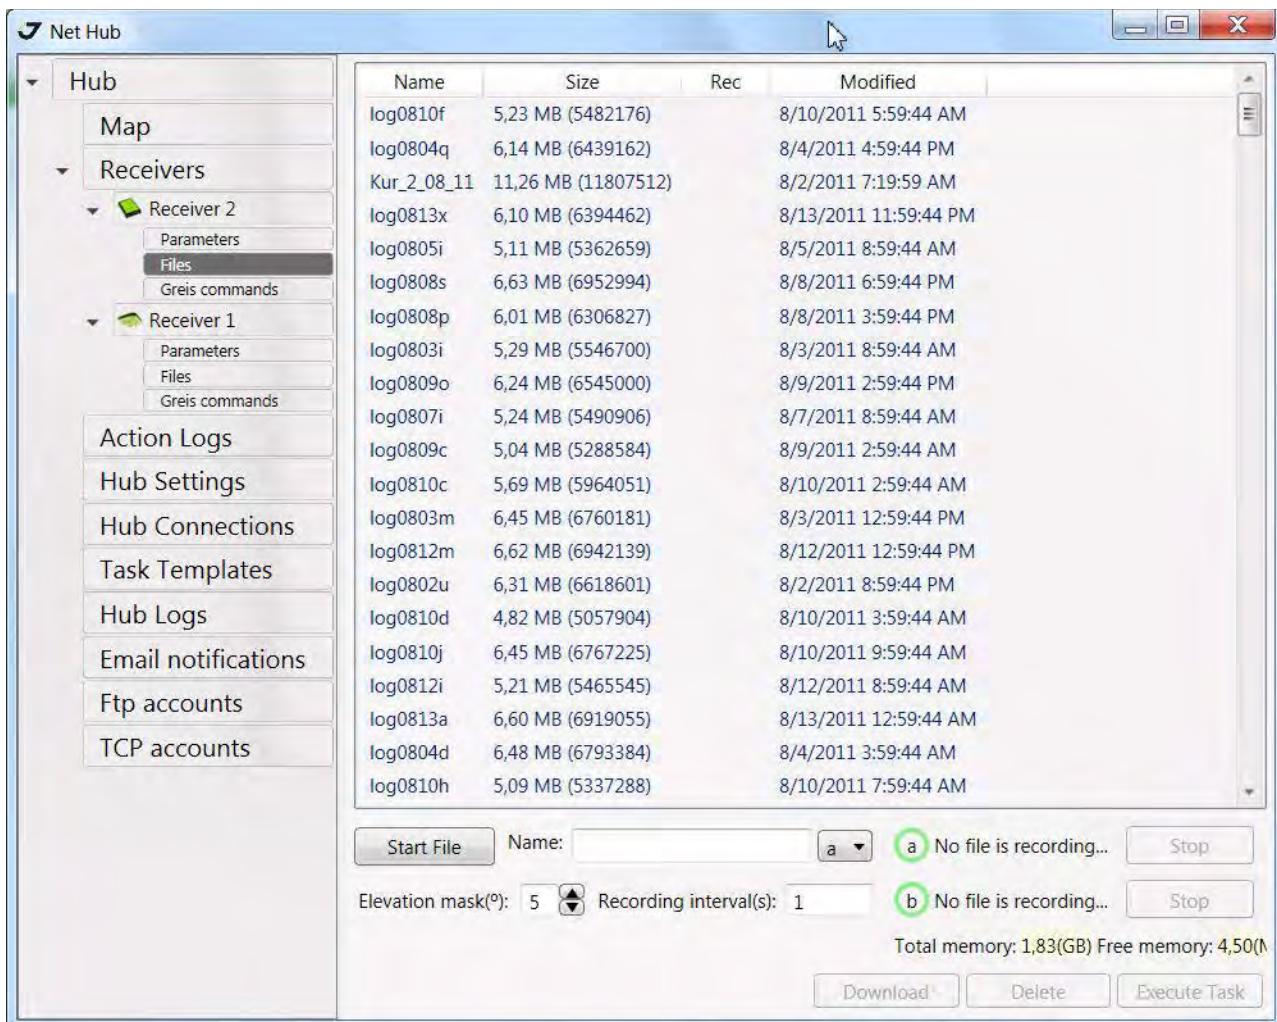 Net Hub
Hub
Map
Receivers
Receiver 2
Parameters
Files
Greis commands
Receiver 1
Parameters
Files
Greis commands
Action Logs
Hub Settings
Hub Connections
Task Templates
Hub Logs
Email notifications
Ftp accounts
TCP accounts
Name Size Rec Modified
log0810f 5,23 MB (5482176) 8/10/2011 5:59:44 AM
log0804q 6,14 MB (6439162) 8/4/2011 4:59:44 PM
Kur_2_08_11 11,26 MB (11807512) 8/2/2011 7:19:59 AM
log0813x 6,10 MB (6394462) 8/13/2011 11:59:44 PM
log0805i 5,11 MB (5362659) 8/5/2011 8:59:44 AM
log0808s 6,63 MB (6952994) 8/8/2011 6:59:44 PM
log0808p 6,01 MB (6306827) 8/8/2011 3:59:44 PM
log0803i 5,29 MB (5546700) 8/3/2011 8:59:44 AM
log0809o 6,24 MB (6545000) 8/9/2011 2:59:44 PM
log0807i 5,24 MB (5490906) 8/7/2011 8:59:44 AM
log0809c 5,04 MB (5288584) 8/9/2011 2:59:44 AM
log0810c 5,69 MB (5964051) 8/10/2011 2:59:44 AM
log0803m 6,45 MB (6760181) 8/3/2011 12:59:44 PM
log0812m 6,62 MB (6942139) 8/12/2011 12:59:44 PM
log0802u 6,31 MB (6618601) 8/2/2011 8:59:44 PM
log0810d 4,82 MB (5057904) 8/10/2011 3:59:44 AM
log0810j 6,45 MB (6767225) 8/10/2011 9:59:44 AM
log0812i 5,21 MB (5465545) 8/12/2011 8:59:44 AM
log0813a 6,60 MB (6919055) 8/13/2011 12:59:44 AM
log0804d 6,48 MB (6793384) 8/4/2011 3:59:44 AM
log0810h 5,09 MB (5337288) 8/10/2011 7:59:44 AM
Start File Name: a a No file is recording... Stop
Elevation mask(º): 5 Recording interval(s): 1 b No file is recording... Stop
Total memory: 1,83(GB) Free memory: 4,50(
Download Delete Execute Task